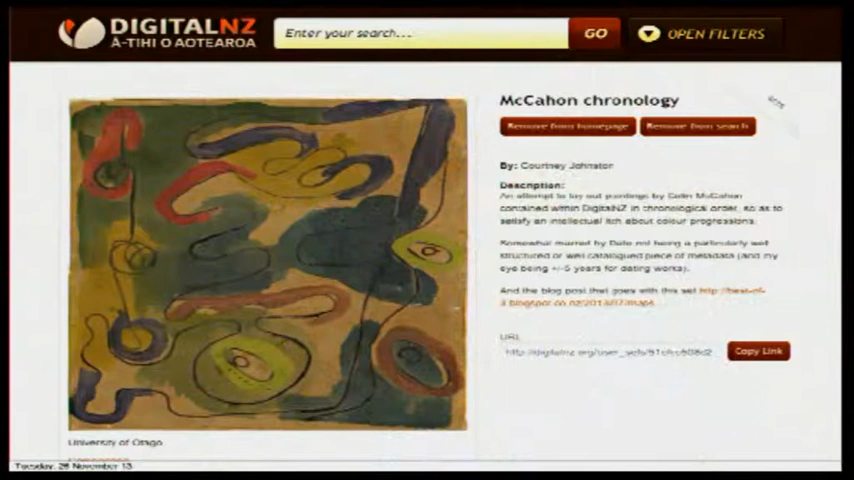 DIGITALNZ
Ā-TIHI O AOTEAROA
Enter your search...
GO
OPEN FILTERS
McCahon chronology
Remove from homepage
Remove from search
By: Courtney Johnston
Description:
An attempt to lay out paintings by Colin McCahon
contained within DigitalNZ in chronological order, so as to
satisfy an intellectual itch about colour progressions.
Somewhat marred by Date not being a particularly well
structured or well catalogued piece of metadata (and my
eye being +/-5 years for dating works).
And the blog post that goes with this set http://best-of-
URL
Copy Link
University of Otago
Tuesday, 26 November 13